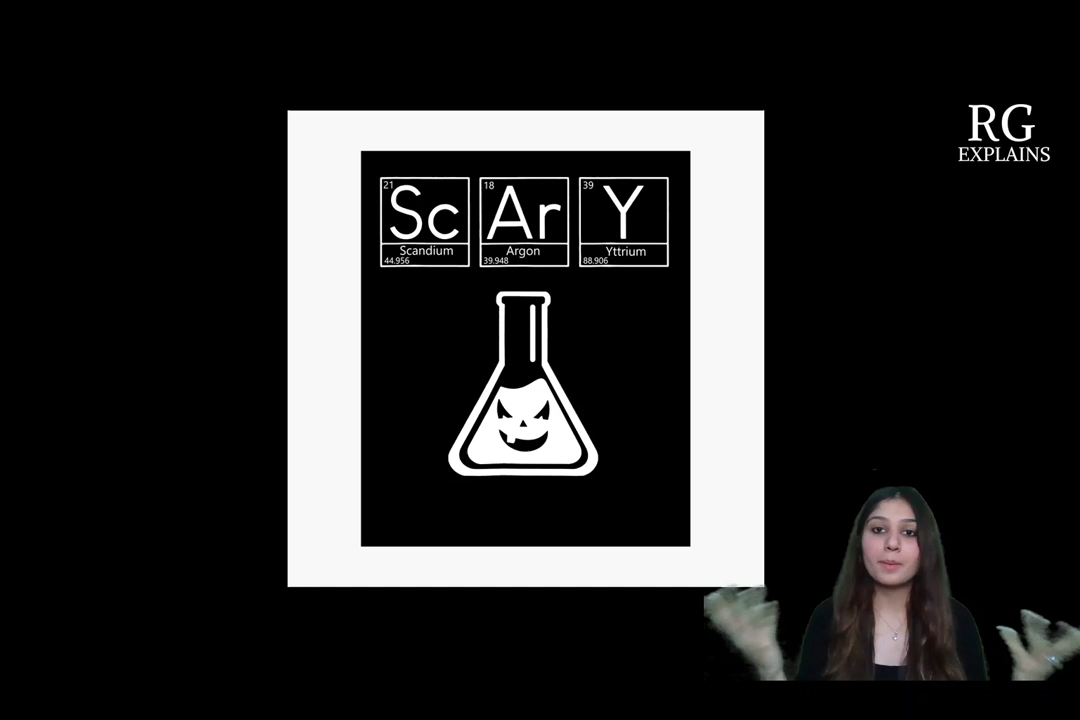 RG
EXPLAINS
21 18 39
Sc Ar Y
Scandium Argon Yttrium
44.956 39.948 88.906